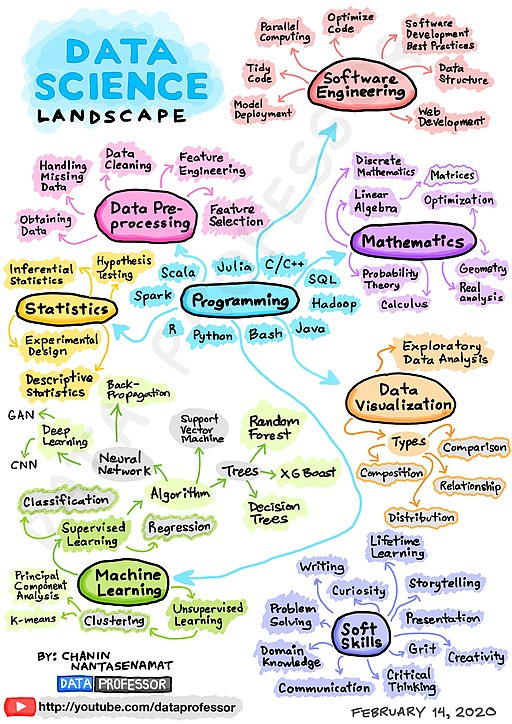 DATA
SCIENCE
LANDSCAPE
Parallel
Computing
Optimize
Code
Software
Development
Best Practices
Tidy
Code
Software
Engineering
Data
Structure
Model
Deployment
Web
Development
Handling
Missing
Data
Data
Cleaning
Feature
Engineering
Obtaining
Data
Data Pre-
processing
Feature
Selection
Discrete
Mathematics
Matrices
Linear
Algebra
Optimization
Mathematics
Probability
Theory
Geometry
Calculus
Real
analysis
Inferential
Statistics
Hypothesis
Testing
Statistics
Experimental
Design
Descriptive
Statistics
Scala
Julia
C/C++
SQL
Spark
Programming
Hadoop
R
Python
Bash
Java
Exploratory
Data Analysis
Data
Visualization
Types
Comparison
Composition
Relationship
Distribution
Back-
Propagation
GAN
Deep
Learning
CNN
Neural
Network
Support
Vector
Machine
Random
Forest
Trees
XG Boost
Algorithm
Decision
Trees
Classification
Supervised
Learning
Regression
Machine
Learning
Principal
Component
Analysis
K-means
Clustering
Unsupervised
Learning
Lifetime
Learning
Writing
Curiosity
Storytelling
Problem
Solving
Soft
Skills
Presentation
Domain
Knowledge
Grit
Creativity
Communication
Critical
Thinking
BY: CHANIN
NANTASENAMAT
DATA PROFESSOR
http://youtube.com/dataprofessor
FEBRUARY 14, 2020